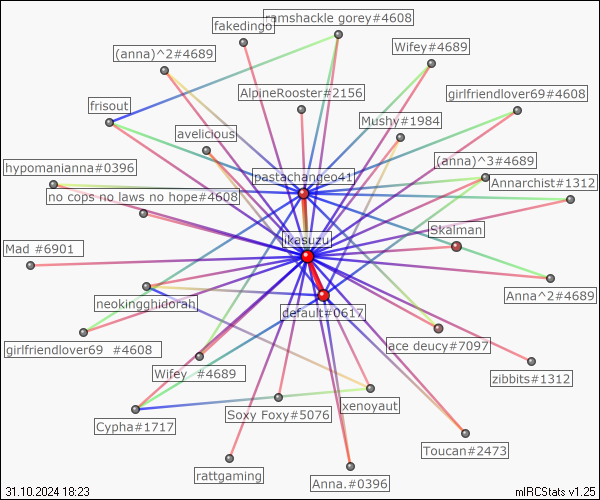 fakedingo
ramshackle gorey#4608
(anna)^2#4689
Wifey#4689
AlpineRooster#2156
girlfriendlover69#4608
frisout
Mushy#1984
avelicious
(anna)^3#4689
hypomanianna#0396
pastachangeo41
Annarchist#1312
no cops no laws no hope#4608
Skaiman
ikasuzu
Mad #6901
Anna^2#4689
neokingghidorah
default#0617
girlfriendlover69  #4608
ace deucy#7097
Wifey  #4689
zibbits#1312
Soxy Foxy#5076
xenoyaut
Cypha#1717
Toucan#2473
rattgaming
Anna.#0396
31.10.2024 18:23
mIRCStats v1.25